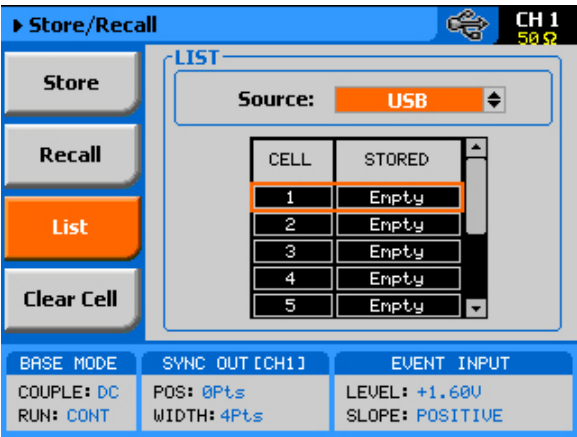 Store/Recall
CH 1
50 Ω
Store
Recall
List
Clear Cell
LIST
Source: USB
CELL STORED
1 Empty
2 Empty
3 Empty
4 Empty
5 Empty
BASE MODE
COUPLE: DC
RUN: CONT
SYNC OUT [CH1]
POS: 0Pts
WIDTH: 4Pts
EVENT INPUT
LEVEL: +1.60V
SLOPE: POSITIVE